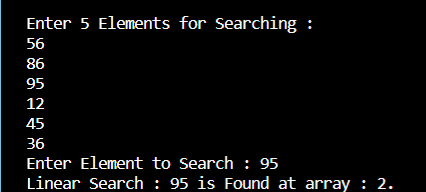 Enter 5 Elements for Searching :
56
86
95
12
45
36
Enter Element to Search : 95
Linear Search : 95 is Found at array : 2.